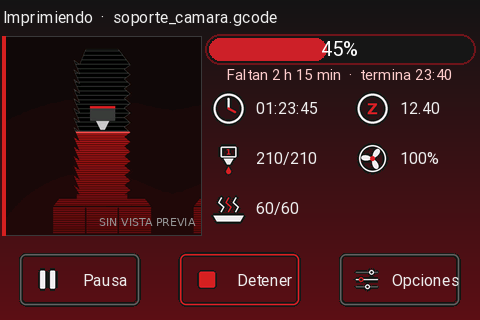 Imprimiendo · soporte_camara.gcode
45%
Faltan 2 h 15 min · termina 23:40
01:23:45
Z
12.40
1
210/210
100%
60/60
SIN VISTA PREVIA
Pausa
Detener
Opciones